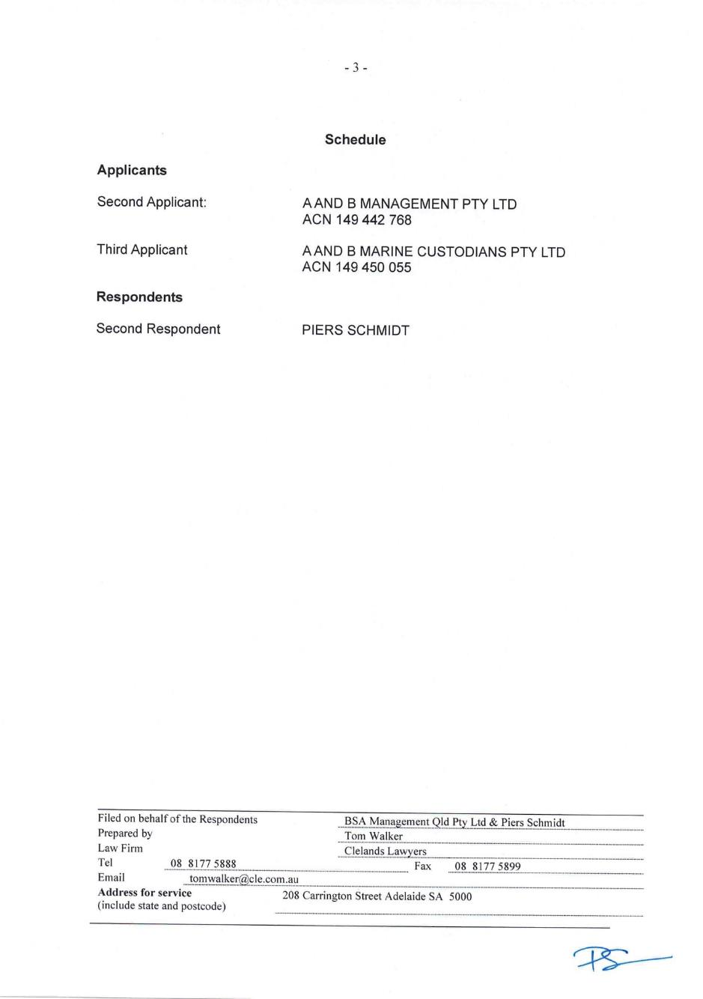 - 3 -
Schedule
Applicants
Second Applicant: A AND B MANAGEMENT PTY LTD
ACN 149 442 768
Third Applicant A AND B MARINE CUSTODIANS PTY LTD
ACN 149 450 055
Respondents
Second Respondent PIERS SCHMIDT
Filed on behalf of the Respondents BSA Management Qld Pty Ltd & Piers Schmidt
Prepared by Tom Walker
Law Firm Clelands Lawyers
Tel 08 8177 5888 Fax 08 8177 5899
Email tomwalker@cle.com.au
Address for service 208 Carrington Street Adelaide SA 5000
(include state and postcode)
PS